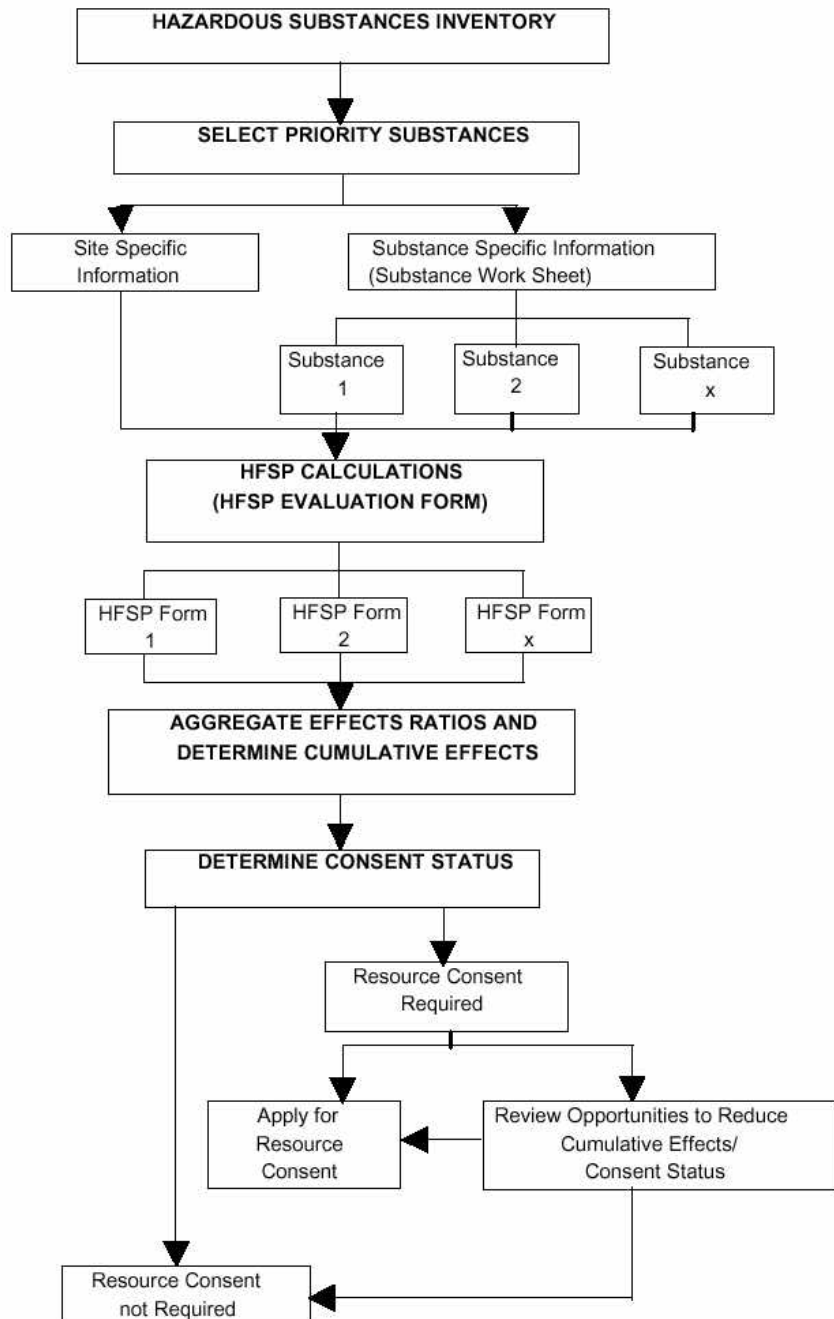 HAZARDOUS SUBSTANCES INVENTORY
SELECT PRIORITY SUBSTANCES
Site Specific
Information
Substance Specific Information
(Substance Work Sheet)
Substance
1
Substance
2
Substance
x
HFSP CALCULATIONS
(HFSP EVALUATION FORM)
HFSP Form
1
HFSP Form
2
HFSP Form
x
AGGREGATE EFFECTS RATIOS AND
DETERMINE CUMULATIVE EFFECTS
DETERMINE CONSENT STATUS
Resource Consent
Required
Apply for
Resource
Consent
Review Opportunities to Reduce
Cumulative Effects/
Consent Status
Resource Consent
not Required